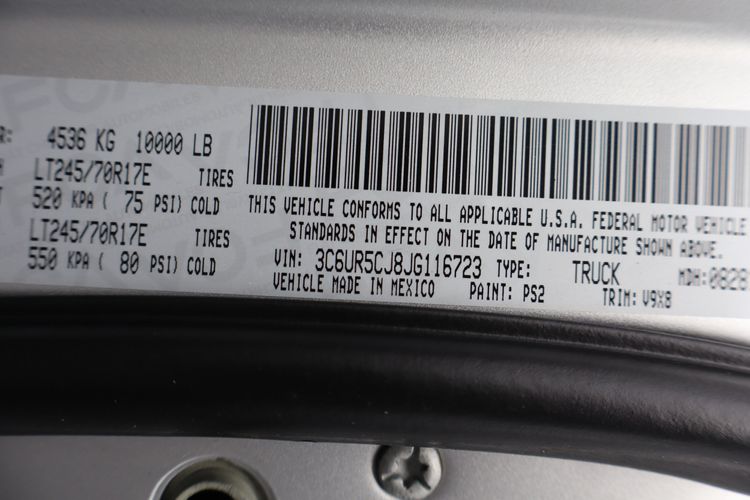 R: 4536 KG 10000 LB
LT245/70R17E TIRES
520 KPA ( 75 PSI) COLD
LT245/70R17E TIRES
550 KPA ( 80 PSI) COLD
THIS VEHICLE CONFORMS TO ALL APPLICABLE U.S.A. FEDERAL MOTOR VEHICLE
STANDARDS IN EFFECT ON THE DATE OF MANUFACTURE SHOWN ABOVE.
VIN: 3C6UR5CJ8JG116723 TYPE: TRUCK MDH:0828
VEHICLE MADE IN MEXICO PAINT: PS2 TRIM: V9X8